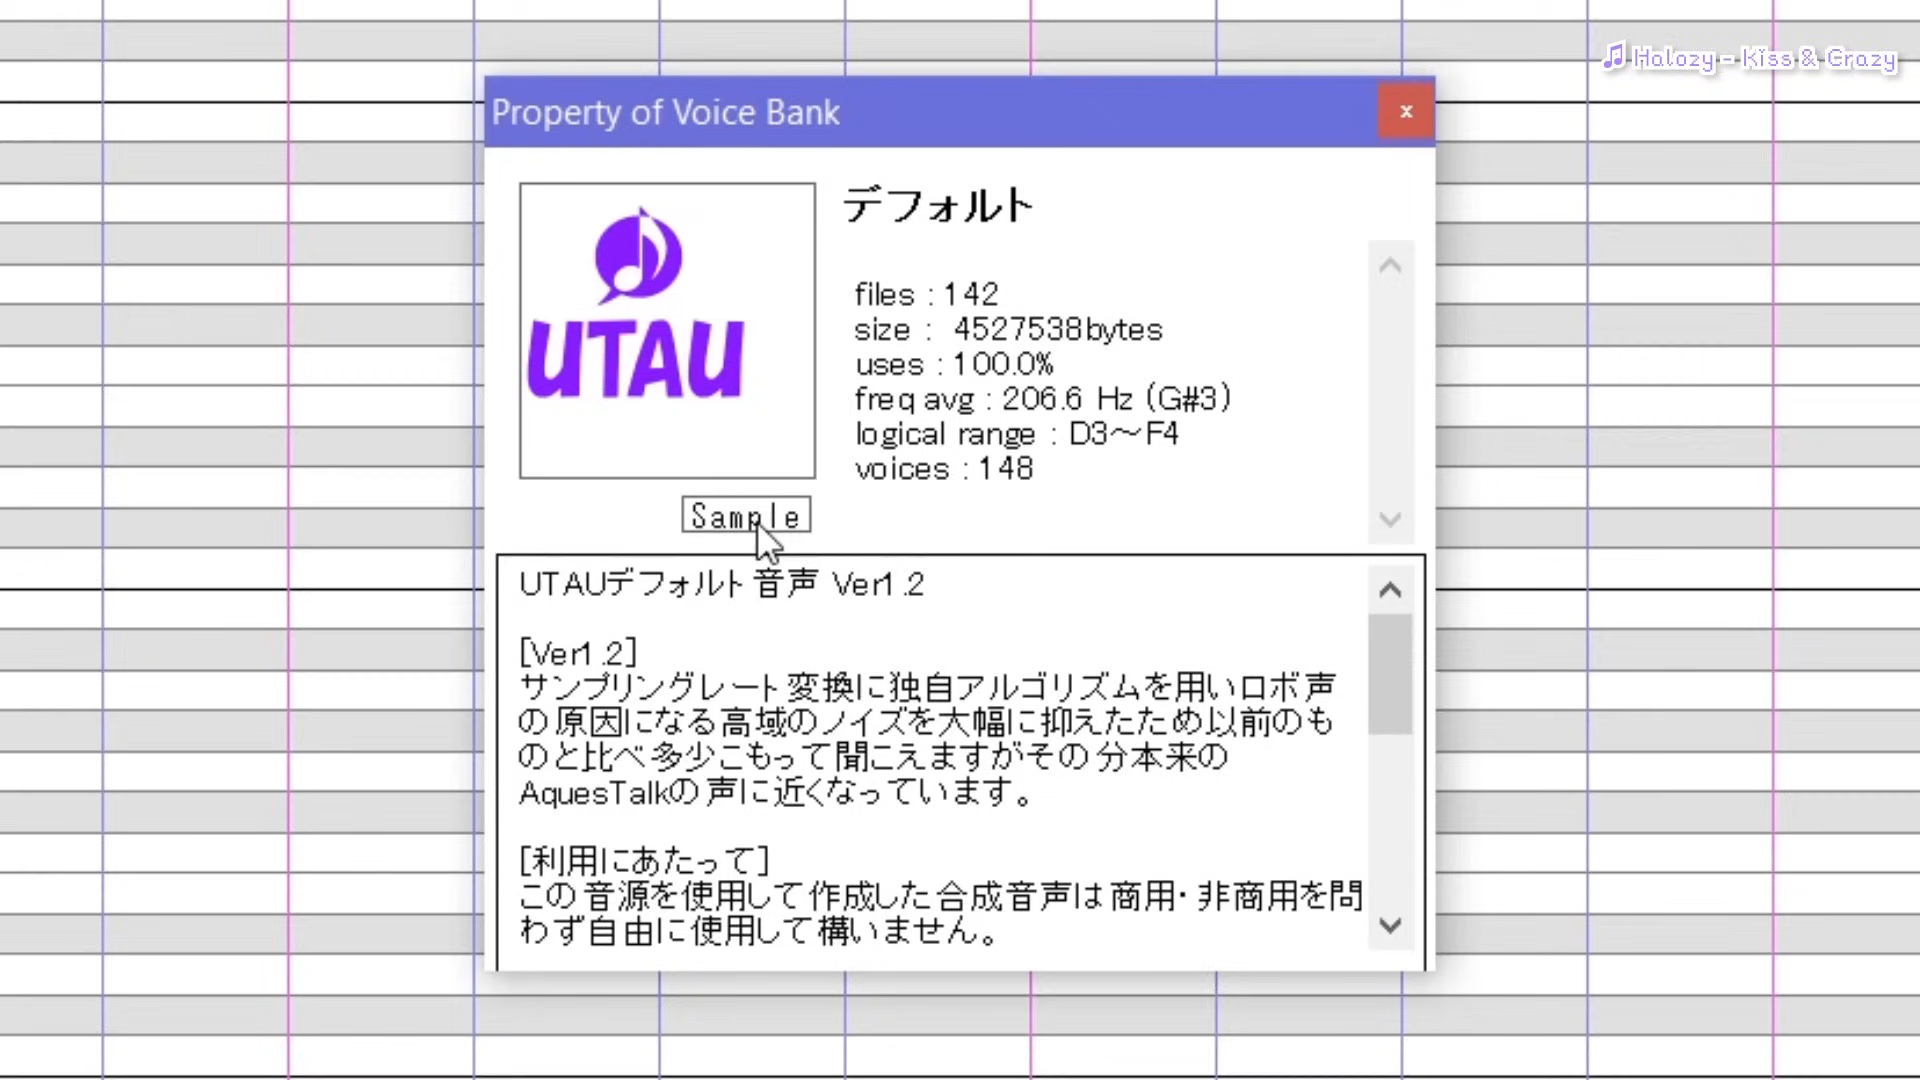 Halozy - Kiss & Crazy
Property of Voice Bank
x
UTAU
デフォルト
files : 142
size : 4527538bytes
uses : 100.0%
freq avg : 206.6 Hz (G#3)
logical range : D3～F4
voices : 148
Sample
UTAUデフォルト音声 Ver1.2
[Ver1.2]
サンプリングレート変換に独自アルゴリズムを用いロボ声
の原因になる高域のノイズを大幅に抑えたため以前のも
のと比べ多少こもって聞こえますがその分本来の
AquesTalkの声に近くなっています。
[利用にあたって]
この音源を使用して作成した合成音声は商用・非商用を問
わず自由に使用して構いません。